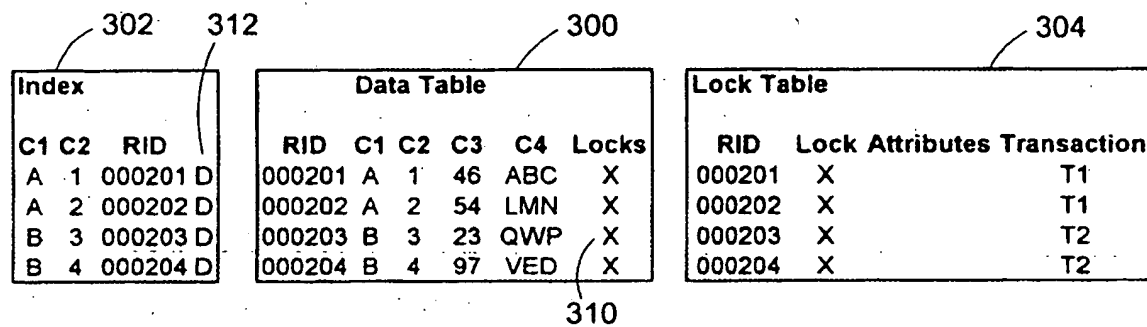 302 312 300 304
Index Data Table Lock Table
C1 C2 RID RID C1 C2 C3 C4 Locks RID Lock Attributes Transaction
A 1 000201 D 000201 A 1 46 ABC X 000201 X T1
A 2 000202 D 000202 A 2 54 LMN X 000202 X T1
B 3 000203 D 000203 B 3 23 QWP X 000203 X T2
B 4 000204 D 000204 B 4 97 VED X 000204 X T2
310